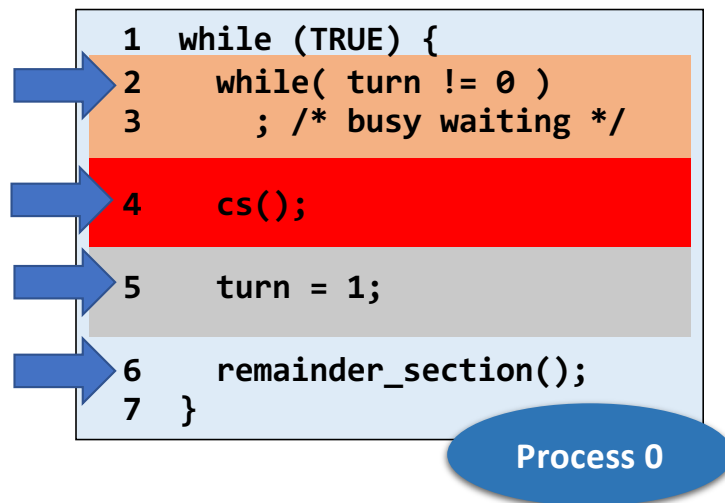 1 while (TRUE) {
2 while( turn != 0 )
3 ; /* busy waiting */
4 cs();
5 turn = 1;
6 remainder_section();
7 }
Process 0